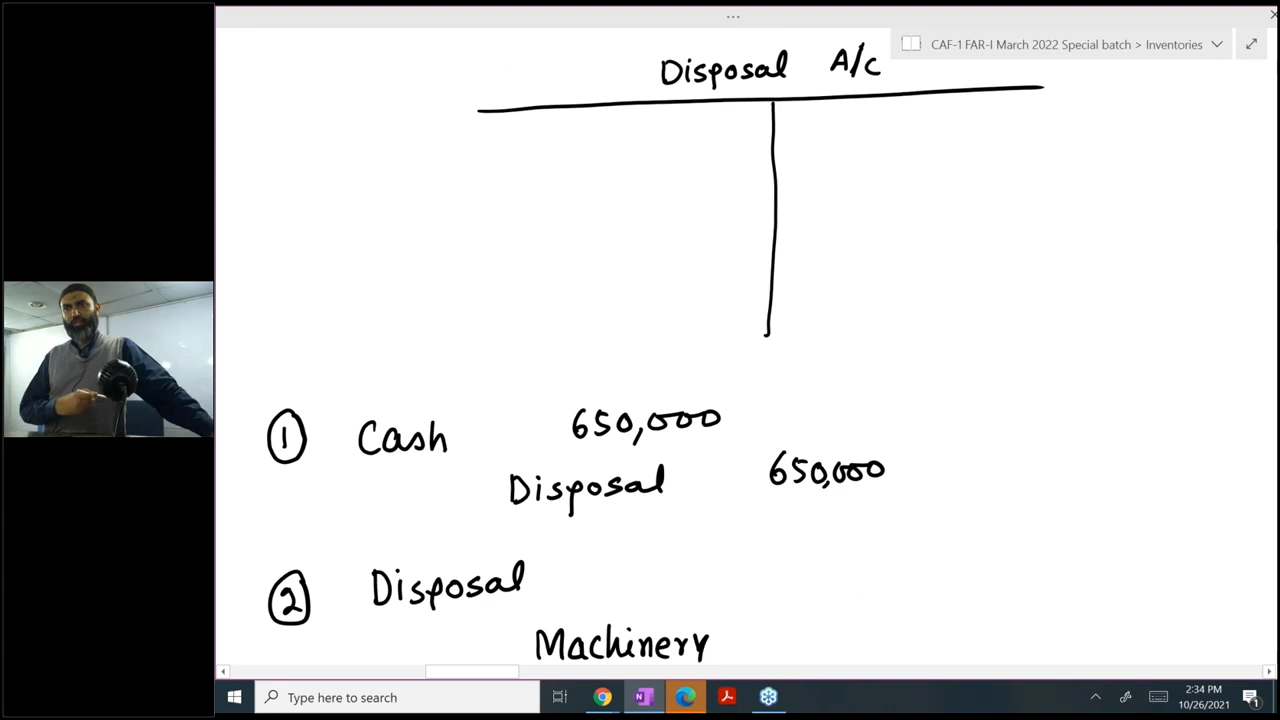 CAF-1 FAR-I March 2022 Special batch > Inventories
Disposal A/C
① Cash 650,000
Disposal 650,000
② Disposal
Machinery
Type here to search
2:34 PM
10/26/2021
1